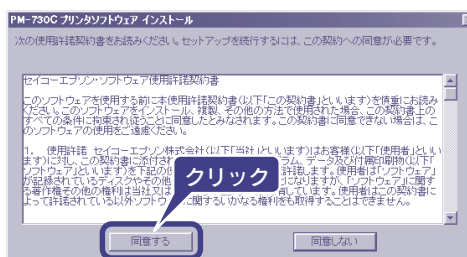 PM-730C プリンタソフトウェア インストール
次の使用許諾契約書をお読みください。セットアップを続行するには、この契約への同意が必要です。
セイコーエプソン・ソフトウェア使用許諾契約書
このソフトウェアを使用する前に本使用許諾契約書(以下「この契約書」といいます)を慎重にお読み
ください。このソフトウェアをインストール、複製、その他の方法で使用された場合、この契約書上の
すべての条件に拘束され従うことに同意したとみなされます。この契約書に同意できない場合は、こ
のソフトウェアの使用をご遠慮ください。
1. 使用許諾 セイコーエプソン株式会社(以下「当社」といいます)はお客様(以下「使用者」といい
ます)に対し、この契約書に添付され ラム、データ及び付属印刷物(以下「
ソフトウェア」といいます)を下記の使 許諾します。使用者は「ソフトウェア」
が記録されているディスクやその他 になりますが、「ソフトウェア」に関す
る著作権その他の権利は当社又は 有しています。使用者はこの契約書に
よって許諾されている以外ソフトウ に関するいかなる権利をも取得することはできません。
クリック
同意する
同意しない